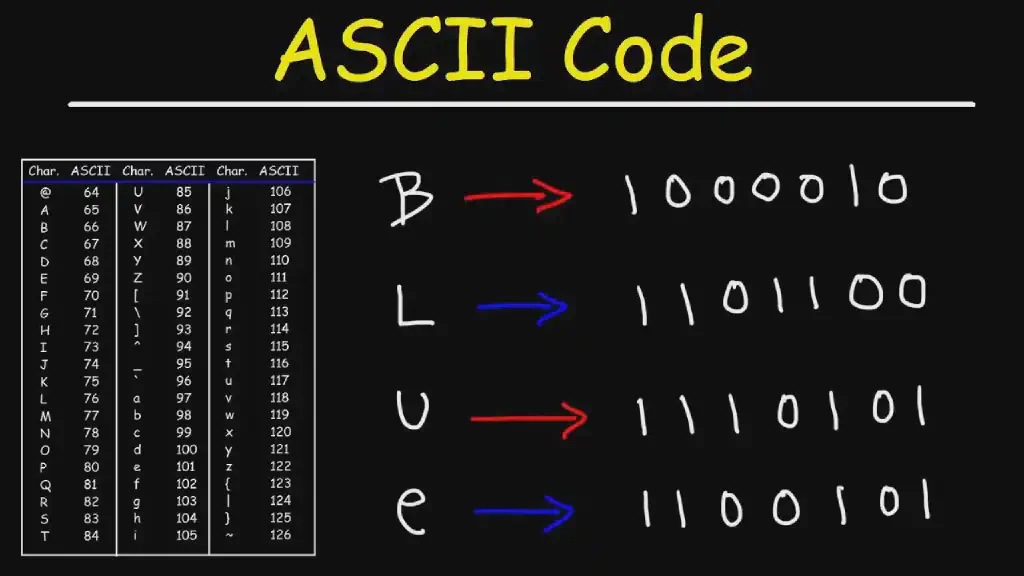 ASCII Code
Char. ASCII Char. ASCII Char. ASCII
@ 64 U 85 j 106
A 65 V 86 k 107
B 66 W 87 l 108
C 67 X 88 m 109
D 68 Y 89 n 110
E 69 Z 90 o 111
F 70 [ 91 p 112
G 71 \ 92 q 113
H 72 ] 93 r 114
I 73 ^ 94 s 115
J 74 _ 95 t 116
K 75 ` 96 u 117
L 76 a 97 v 118
M 77 b 98 w 119
N 78 c 99 x 120
O 79 d 100 y 121
P 80 e 101 z 122
Q 81 f 102 { 123
R 82 g 103 | 124
S 83 h 104 } 125
T 84 i 105 ~ 126
B → 1000010
L → 1101100
U → 1110101
e → 1100101